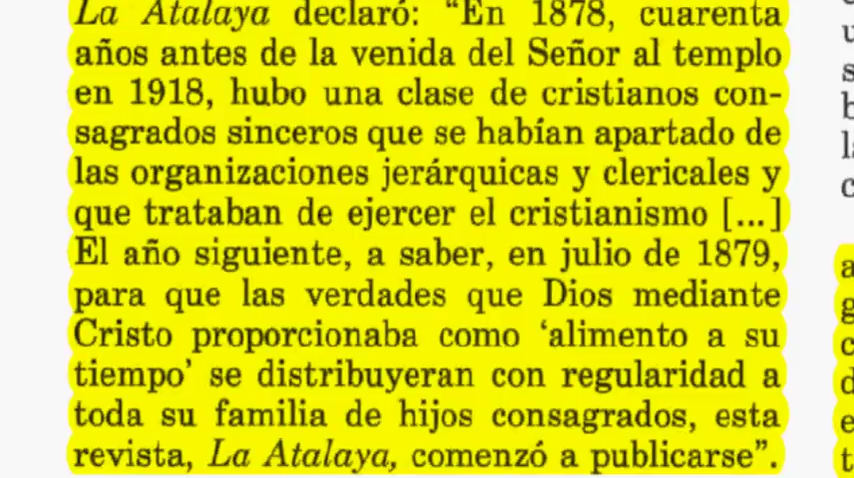 La Atalaya declaró: “En 1878, cuarenta
años antes de la venida del Señor al templo
en 1918, hubo una clase de cristianos con-
sagrados sinceros que se habían apartado de
las organizaciones jerárquicas y clericales y
que trataban de ejercer el cristianismo [...]
El año siguiente, a saber, en julio de 1879,
para que las verdades que Dios mediante
Cristo proporcionaba como ‘alimento a su
tiempo’ se distribuyeran con regularidad a
toda su familia de hijos consagrados, esta
revista, La Atalaya, comenzó a publicarse”.